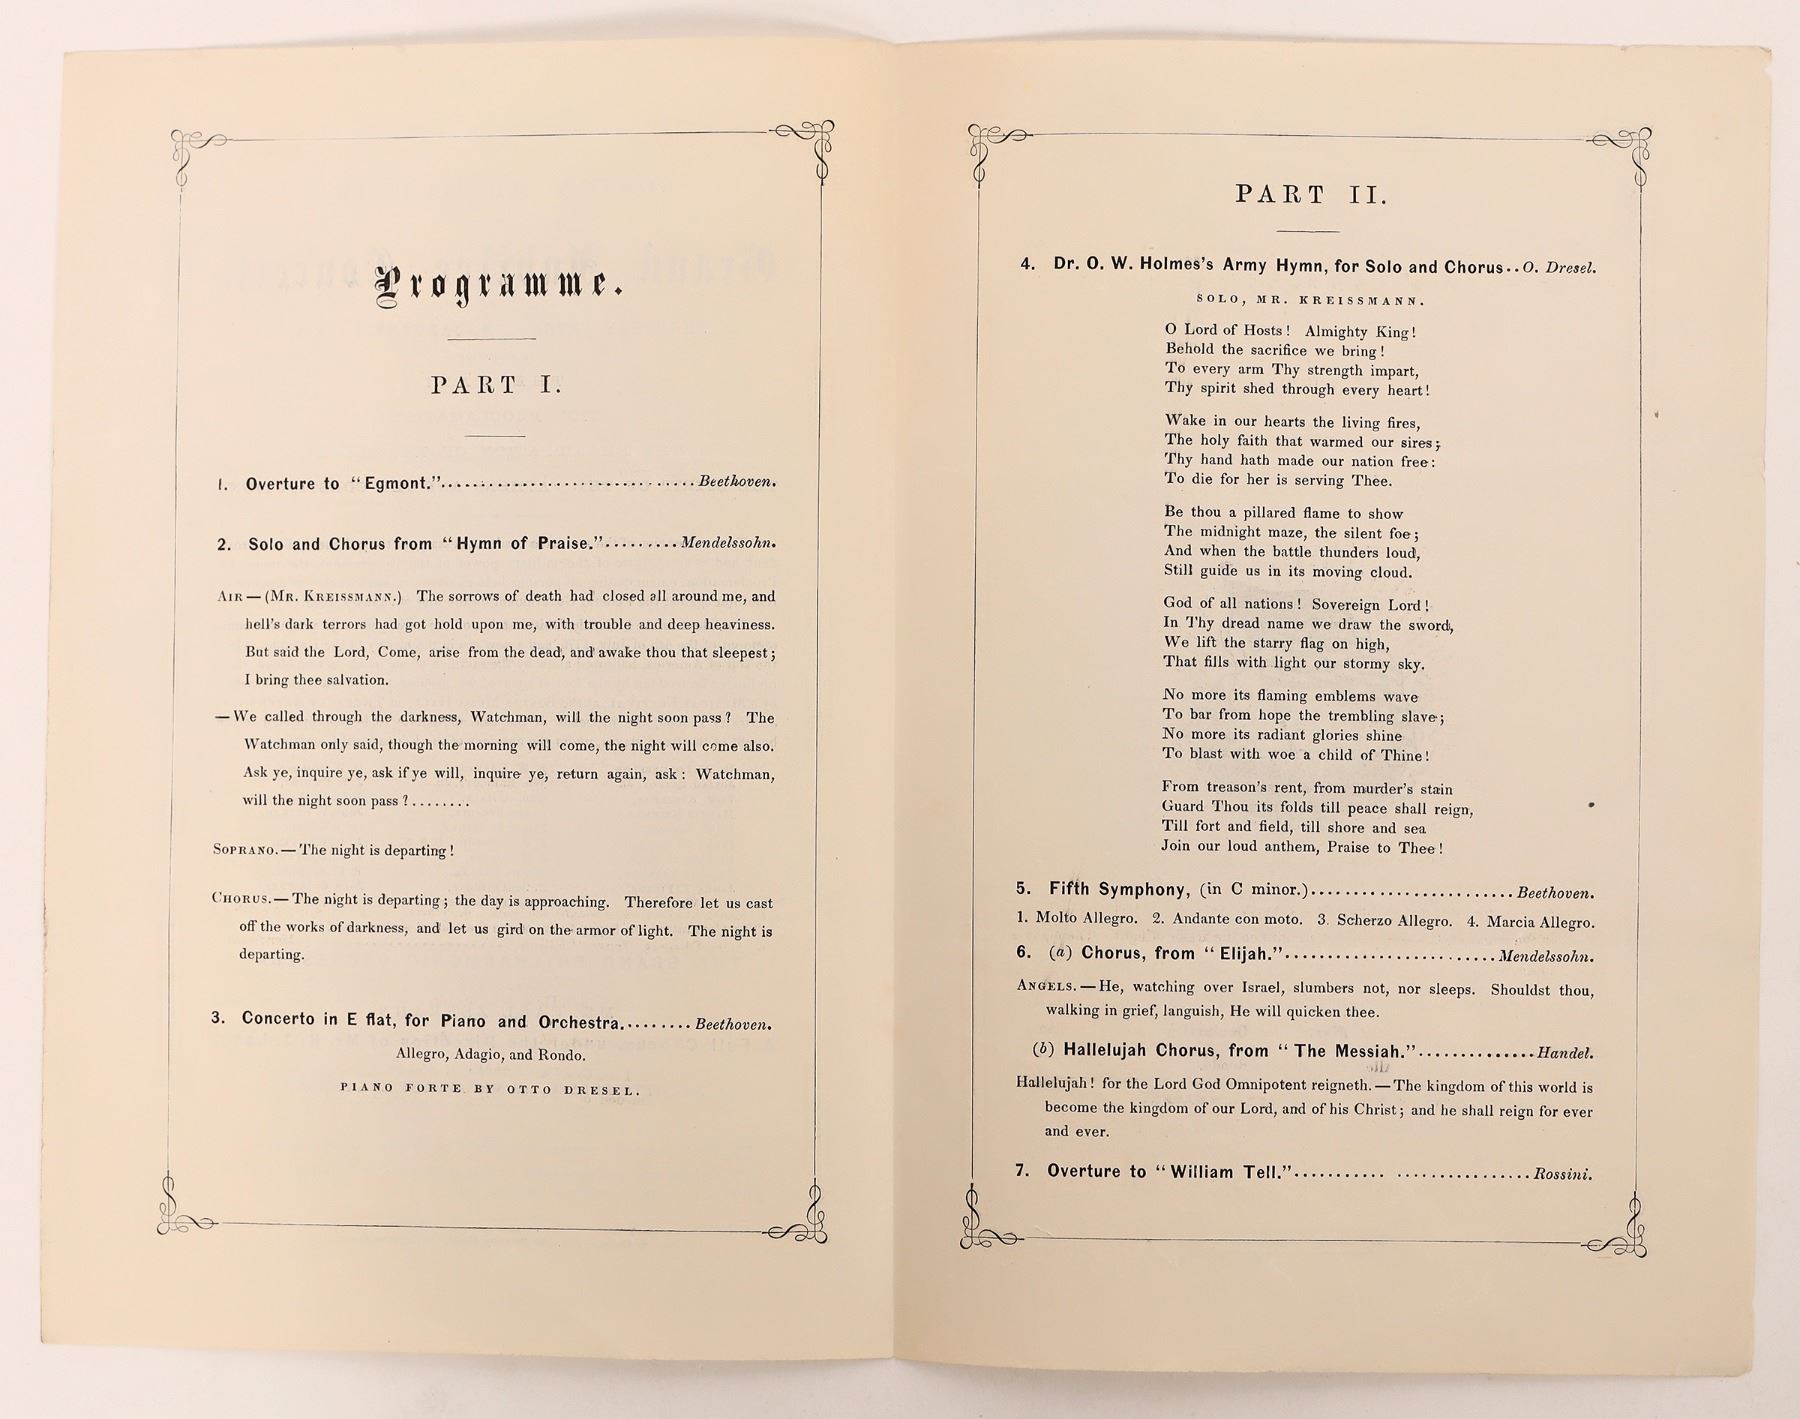 Programme.
PART I.
1. Overture to "Egmont."..............................Beethoven.
2. Solo and Chorus from "Hymn of Praise.".........Mendelssohn.
AIR — (MR. KREISSMANN.) The sorrows of death had closed all around me, and
hell's dark terrors had got hold upon me, with trouble and deep heaviness.
But said the Lord, Come, arise from the dead, and awake thou that sleepest;
I bring thee salvation.
—We called through the darkness, Watchman, will the night soon pass? The
Watchman only said, though the morning will come, the night will come also.
Ask ye, inquire ye, ask if ye will, inquire ye, return again, ask: Watchman,
will the night soon pass?........
SOPRANO.—The night is departing!
CHORUS.—The night is departing; the day is approaching. Therefore let us cast
off the works of darkness, and let us gird on the armor of light. The night is
departing.
3. Concerto in E flat, for Piano and Orchestra.........Beethoven.
Allegro, Adagio, and Rondo.
PIANO FORTE BY OTTO DRESEL.
PART II.
4. Dr. O. W. Holmes's Army Hymn, for Solo and Chorus..O. Dresel.
SOLO, MR. KREISSMANN.
O Lord of Hosts! Almighty King!
Behold the sacrifice we bring!
To every arm Thy strength impart,
Thy spirit shed through every heart!
Wake in our hearts the living fires,
The holy faith that warmed our sires;
Thy hand hath made our nation free:
To die for her is serving Thee.
Be thou a pillared flame to show
The midnight maze, the silent foe;
And when the battle thunders loud,
Still guide us in its moving cloud.
God of all nations! Sovereign Lord!
In Thy dread name we draw the sword,
We lift the starry flag on high,
That fills with light our stormy sky.
No more its flaming emblems wave
To bar from hope the trembling slave;
No more its radiant glories shine
To blast with woe a child of Thine!
From treason's rent, from murder's stain
Guard Thou its folds till peace shall reign,
Till fort and field, till shore and sea
Join our loud anthem, Praise to Thee!
5. Fifth Symphony, (in C minor.)........................Beethoven.
1. Molto Allegro. 2. Andante con moto. 3. Scherzo Allegro. 4. Marcia Allegro.
6. (a) Chorus, from "Elijah.".........................Mendelssohn.
ANGELS.—He, watching over Israel, slumbers not, nor sleeps. Shouldst thou,
walking in grief, languish, He will quicken thee.
(b) Hallelujah Chorus, from "The Messiah."..............Handel.
Hallelujah! for the Lord God Omnipotent reigneth.—The kingdom of this world is
become the kingdom of our Lord, and of his Christ; and he shall reign for ever
and ever.
7. Overture to "William Tell."........... ................Rossini.